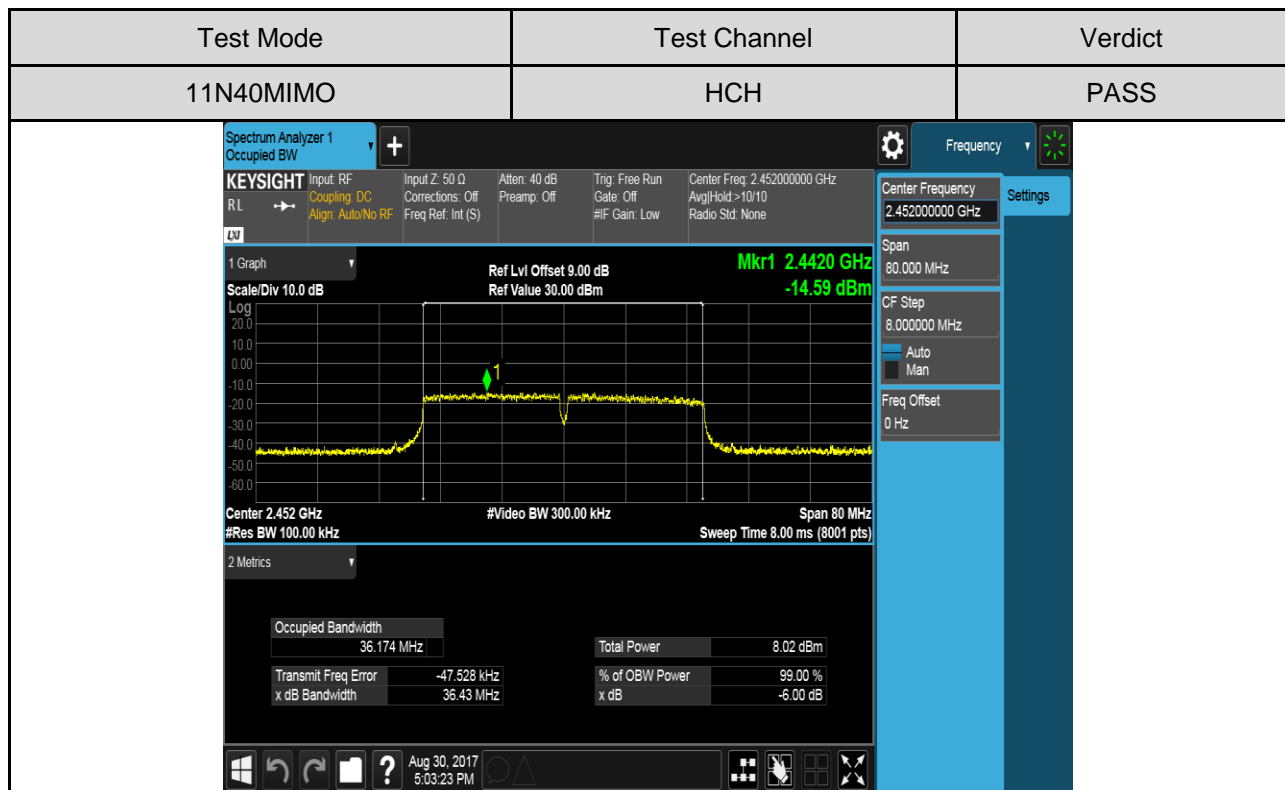 Test Mode Test Channel Verdict
11N40MIMO HCH PASS
Spectrum Analyzer 1
Occupied BW
+
Frequency
KEYSIGHT
RL
LXI
Input: RF
Coupling: DC
Align: Auto/No RF
Input Z: 50 Ω
Corrections: Off
Freq Ref: Int (S)
Atten: 40 dB
Preamp: Off
Trig: Free Run
Gate: Off
#IF Gain: Low
Center Freq: 2.452000000 GHz
Avg|Hold:>10/10
Radio Std: None
Center Frequency
2.452000000 GHz
Settings
Span
80.000 MHz
CF Step
8.000000 MHz
Auto
Man
Freq Offset
0 Hz
1 Graph
Scale/Div 10.0 dB
Ref Lvl Offset 9.00 dB
Ref Value 30.00 dBm
Mkr1 2.4420 GHz
-14.59 dBm
Log
20.0
10.0
0.00
-10.0
-20.0
-30.0
-40.0
-50.0
-60.0
1
Center 2.452 GHz #Video BW 300.00 kHz Span 80 MHz
#Res BW 100.00 kHz Sweep Time 8.00 ms (8001 pts)
2 Metrics
Occupied Bandwidth
36.174 MHz
Total Power 8.02 dBm
Transmit Freq Error -47.528 kHz
% of OBW Power 99.00 %
x dB Bandwidth 36.43 MHz
x dB -6.00 dB
?
Aug 30, 2017
5:03:23 PM